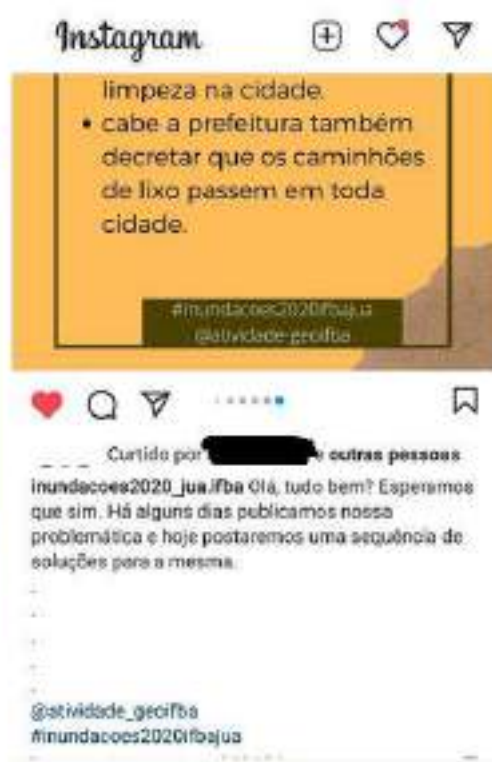 Instagram
limpeza na cidade.
• cabe a prefeitura também
decretar que os caminhões
de lixo passem em toda
cidade.
#inundacoes2020ifbajua
@atividade-geoifba
Curtido por e outras pessoas
inundacoes2020_jua.ifba Olá, tudo bem? Esperamos
que sim. Há alguns dias publicamos nossa
problemática e hoje postaremos uma sequência de
soluções para a mesma.
.
.
.
.
.
@atividade_geoifba
#inundacoes2020ifbajua